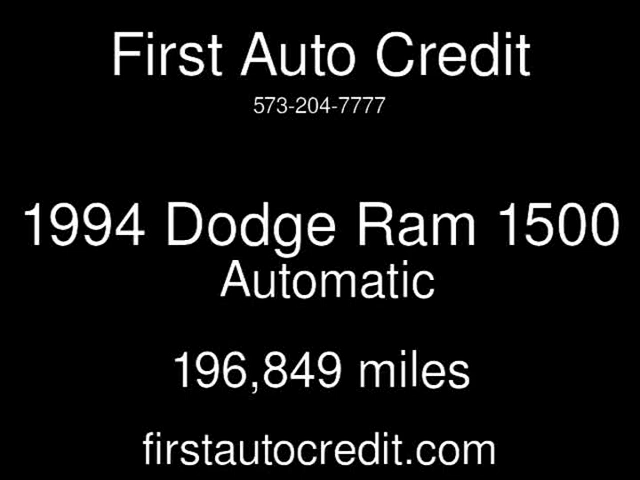 First Auto Credit
573-204-7777
1994 Dodge Ram 1500
Automatic
196,849 miles
firstautocredit.com